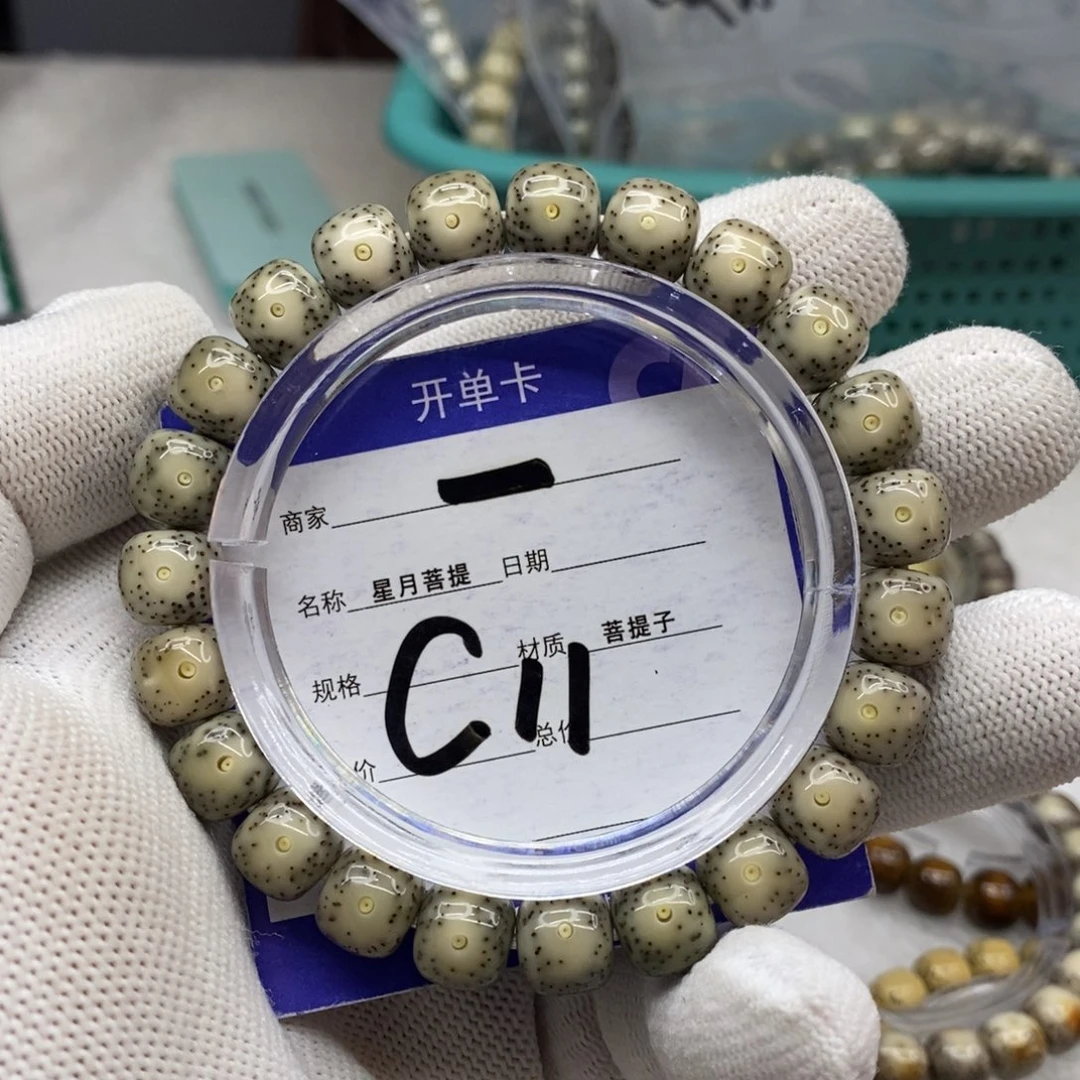 开单卡
商家
名称 星月菩提 日期
规格 材质 菩提子
C11
价 总价